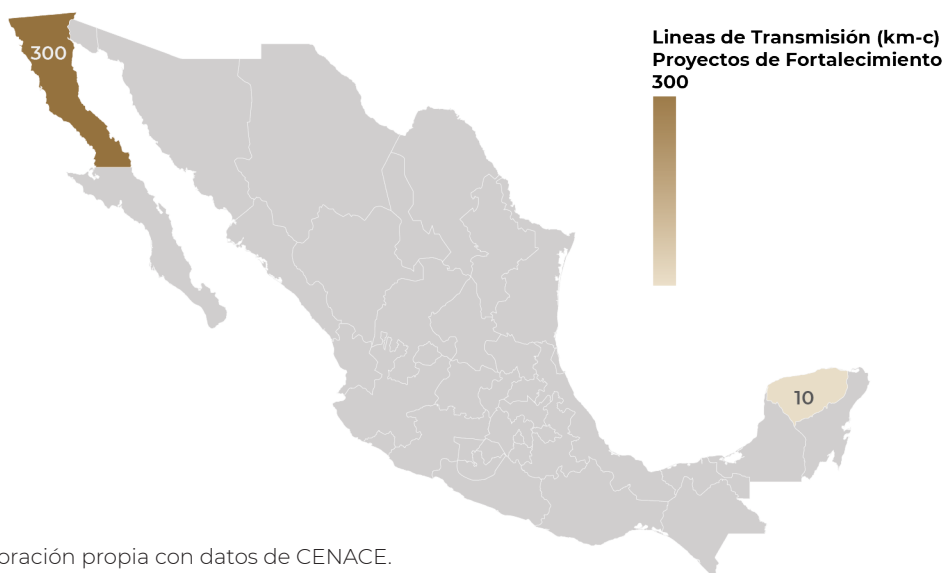 Lineas de Transmisión (km-c)
Proyectos de Fortalecimiento
300
300
10
oración propia con datos de CENACE.